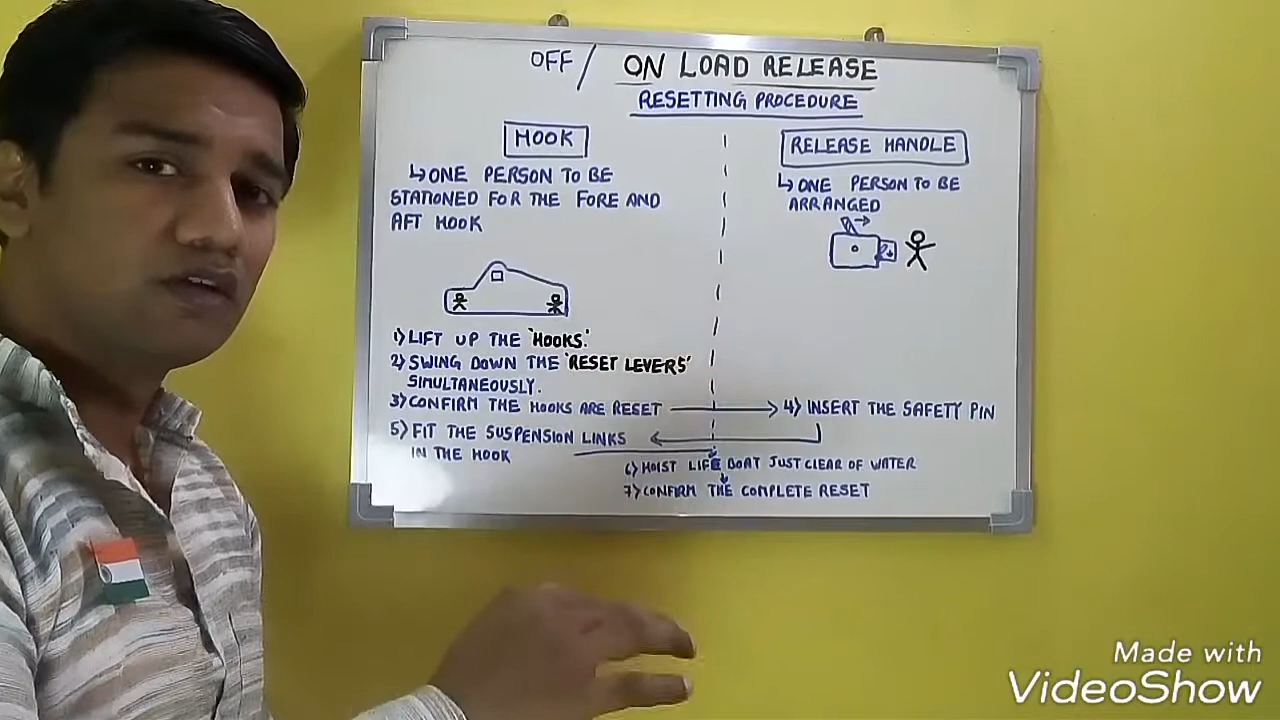 OFF / ON LOAD RELEASE
RESETTING PROCEDURE
HOOK
↳ ONE PERSON TO BE
STATIONED FOR THE FORE AND
AFT HOOK
1) LIFT UP THE 'HOOKS'.
2) SWING DOWN THE 'RESET LEVERS'
SIMULTANEOUSLY.
3) CONFIRM THE HOOKS ARE RESET
5) FIT THE SUSPENSION LINKS
IN THE HOOK
RELEASE HANDLE
↳ ONE PERSON TO BE
ARRANGED
4) INSERT THE SAFETY PIN
6) HOIST LIFE BOAT JUST CLEAR OF WATER
7) CONFIRM THE COMPLETE RESET
Made with
VideoShow